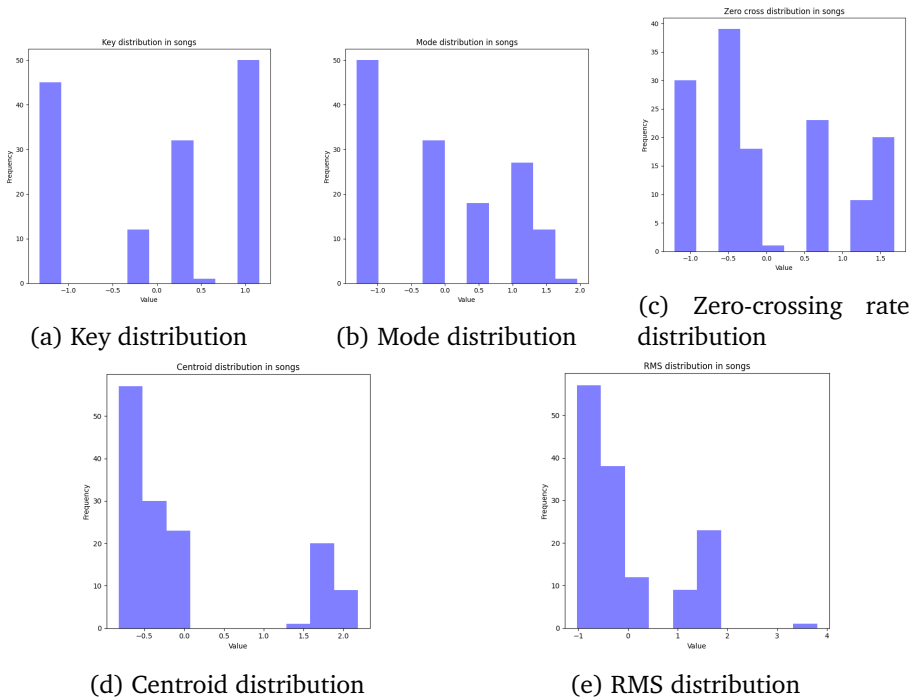 Key distribution in songs
Frequency
50
40
30
20
10
0
−1.0 −0.5 0.0 0.5 1.0
Value
(a) Key distribution
Mode distribution in songs
Frequency
50
40
30
20
10
0
−1.0 −0.5 0.0 0.5 1.0 1.5 2.0
Value
(b) Mode distribution
Zero cross distribution in songs
Frequency
40
35
30
25
20
15
10
5
0
−1.0 −0.5 0.0 0.5 1.0 1.5
Value
(c) Zero-crossing rate
distribution
Centroid distribution in songs
Frequency
50
40
30
20
10
0
−0.5 0.0 0.5 1.0 1.5 2.0
Value
(d) Centroid distribution
RMS distribution in songs
Frequency
50
40
30
20
10
0
−1 0 1 2 3 4
Value
(e) RMS distribution